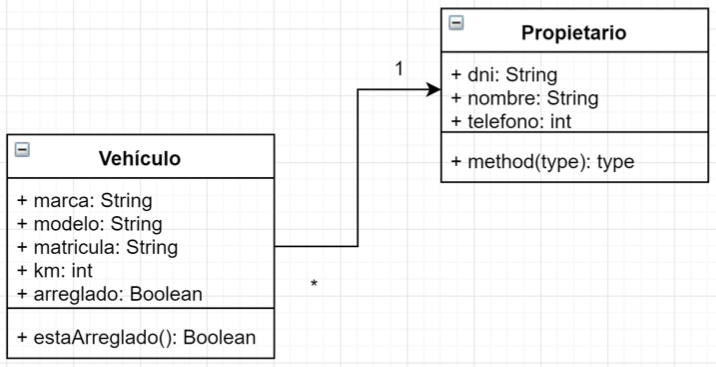 Propietario
+ dni: String
+ nombre: String
+ telefono: int
+ method(type): type
1
Vehículo
+ marca: String
+ modelo: String
+ matricula: String
+ km: int
+ arreglado: Boolean
+ estaArreglado(): Boolean
*